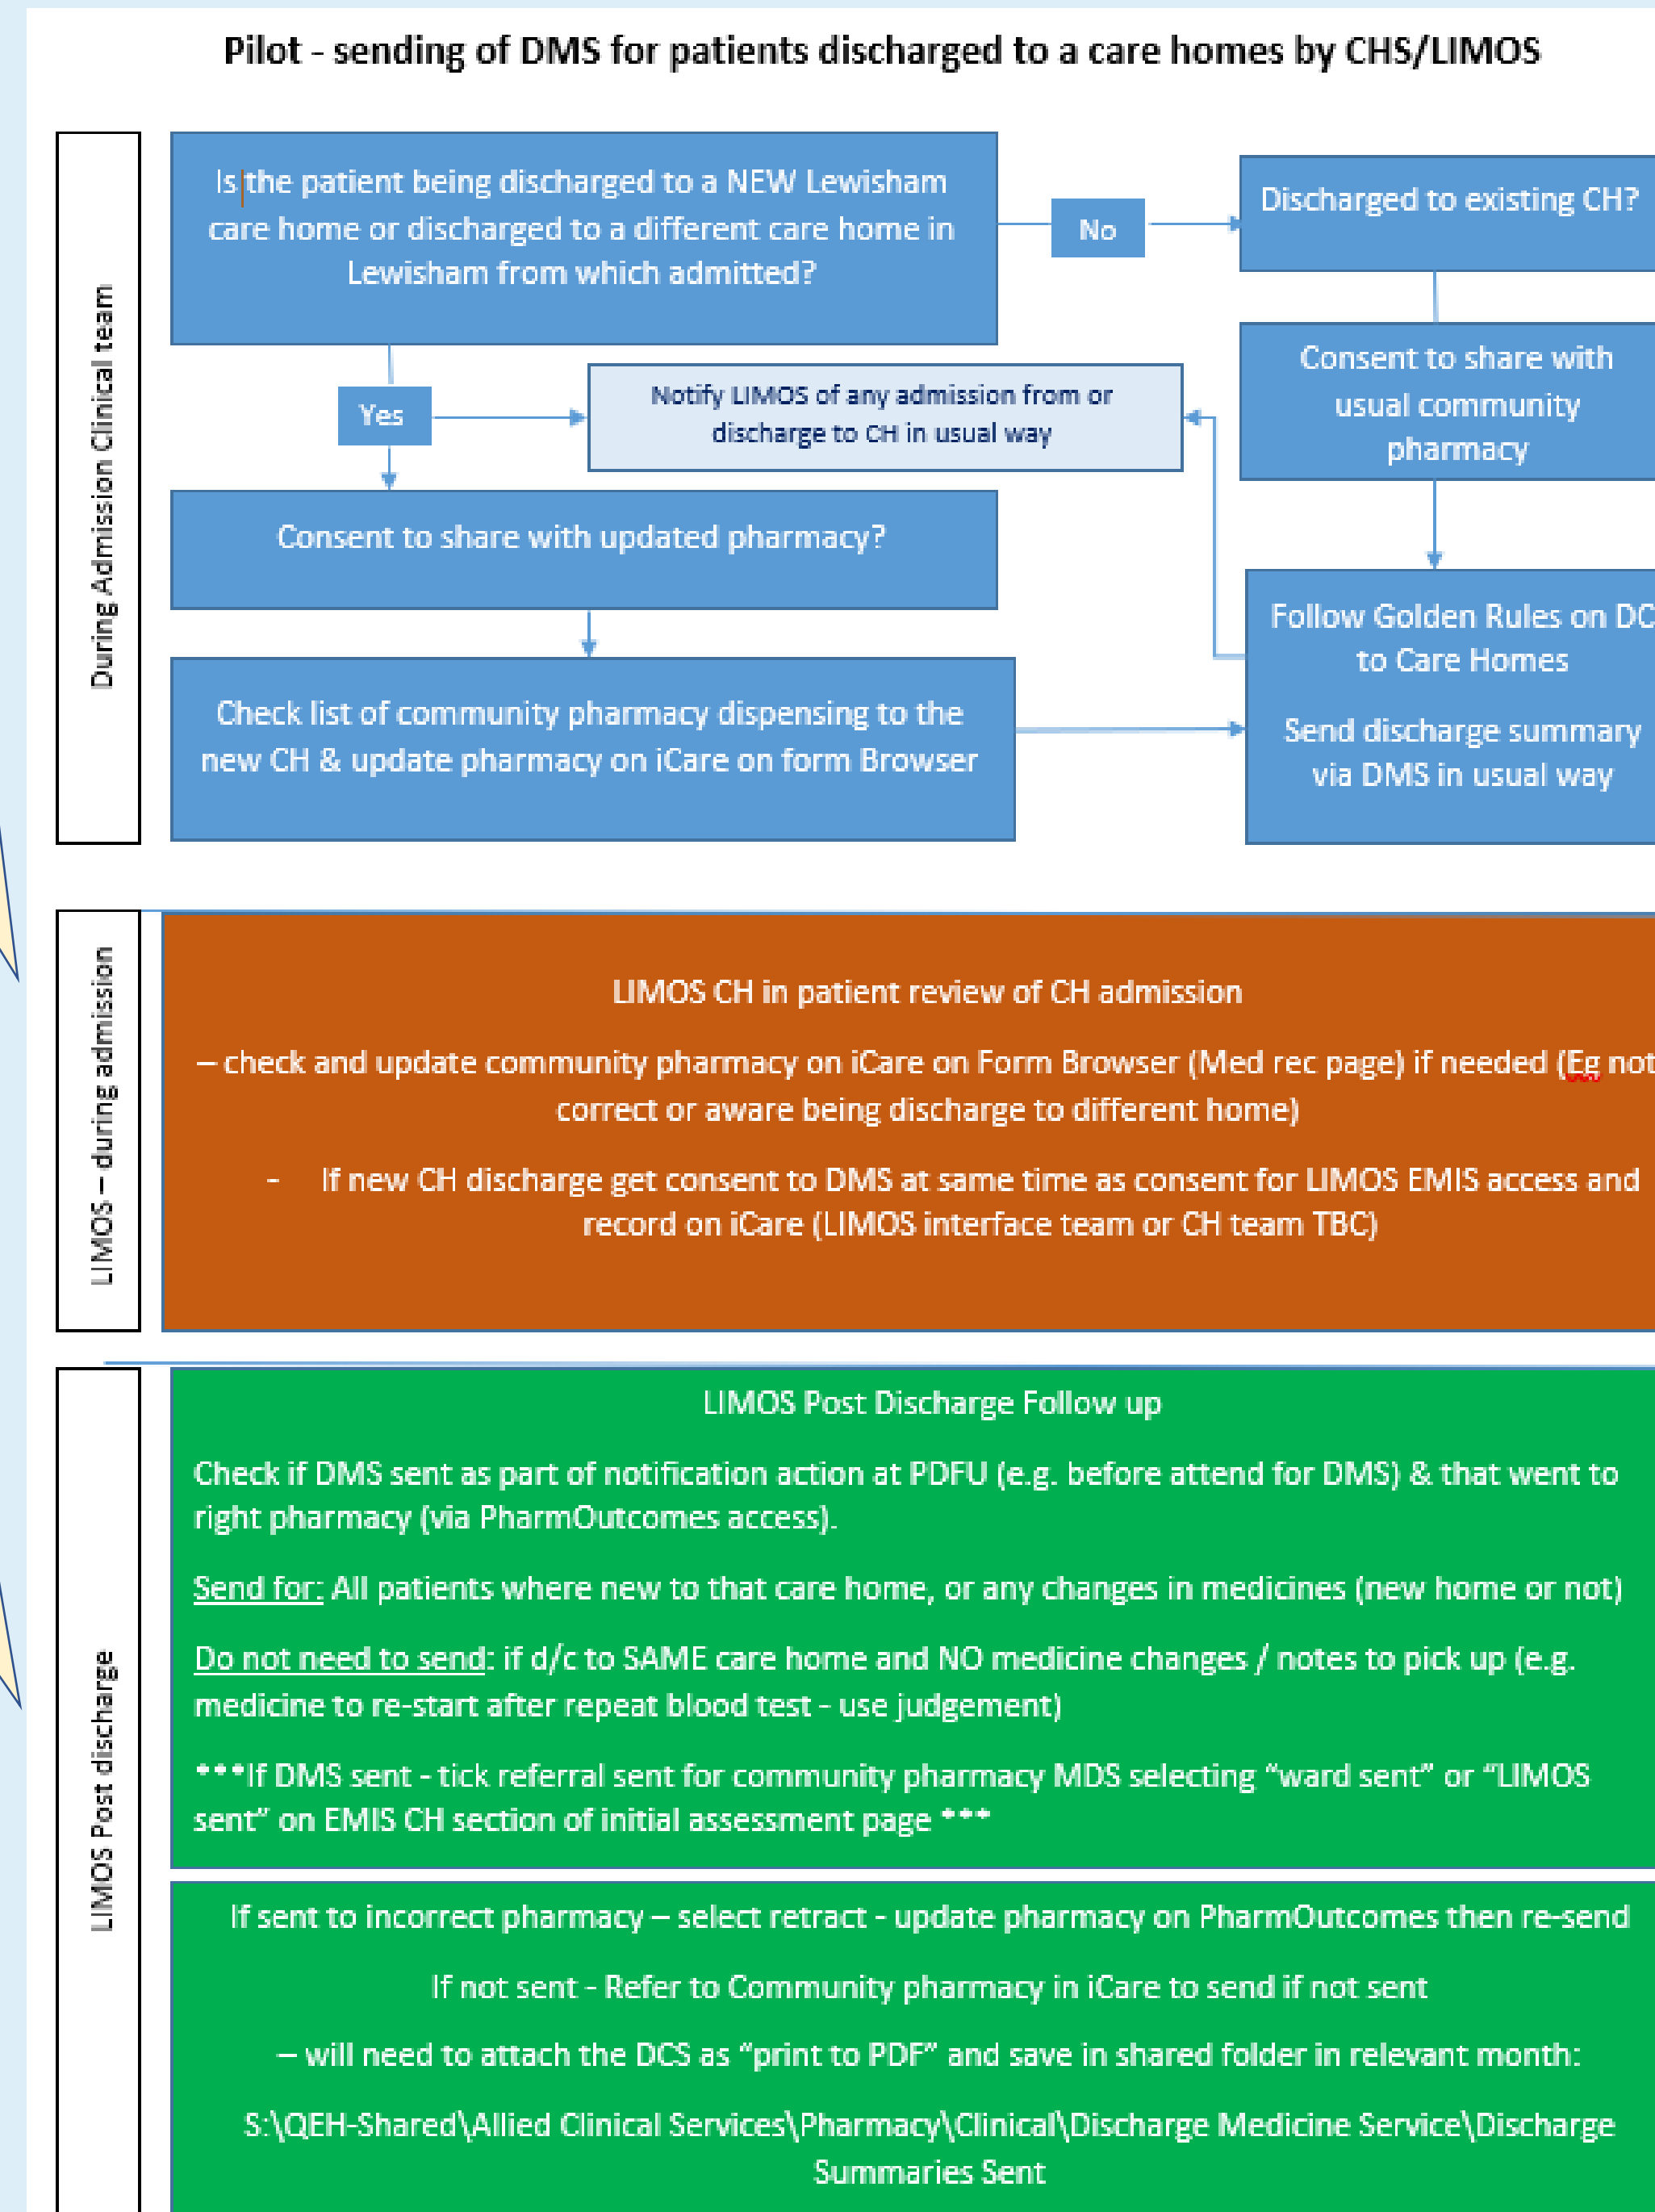 Pilot - sending of DMS for patients discharged to a care homes by CHS/LIMOS
During Admission Clinical team
Is the patient being discharged to a NEW Lewisham
care home or discharged to a different care home in
Lewisham from which admitted?
No
Discharged to existing CH?
Consent to share with
usual community
pharmacy
Yes
Notify LIMOS of any admission from or
discharge to CH in usual way
Consent to share with updated pharmacy?
Check list of community pharmacy dispensing to the
new CH & update pharmacy on iCare on form Browser
Follow Golden Rules on DC
to Care Homes
Send discharge summary
via DMS in usual way
LIMOS – during admission
LIMOS CH in patient review of CH admission
– check and update community pharmacy on iCare on Form Browser (Med rec page) if needed (Eg not
correct or aware being discharge to different home)
- If new CH discharge get consent to DMS at same time as consent for LIMOS EMIS access and
record on iCare (LIMOS interface team or CH team TBC)
LIMOS Post discharge
LIMOS Post Discharge Follow up
Check if DMS sent as part of notification action at PDFU (e.g. before attend for DMS) & that went to
right pharmacy (via PharmOutcomes access).
Send for: All patients where new to that care home, or any changes in medicines (new home or not)
Do not need to send: if d/c to SAME care home and NO medicine changes / notes to pick up (e.g.
medicine to re-start after repeat blood test - use judgement)
***If DMS sent - tick referral sent for community pharmacy MDS selecting “ward sent” or “LIMOS
sent” on EMIS CH section of initial assessment page ***
If sent to incorrect pharmacy – select retract - update pharmacy on PharmOutcomes then re-send
If not sent - Refer to Community pharmacy in iCare to send if not sent
– will need to attach the DCS as “print to PDF” and save in shared folder in relevant month:
S:\QEH-Shared\Allied Clinical Services\Pharmacy\Clinical\Discharge Medicine Service\Discharge
Summaries Sent